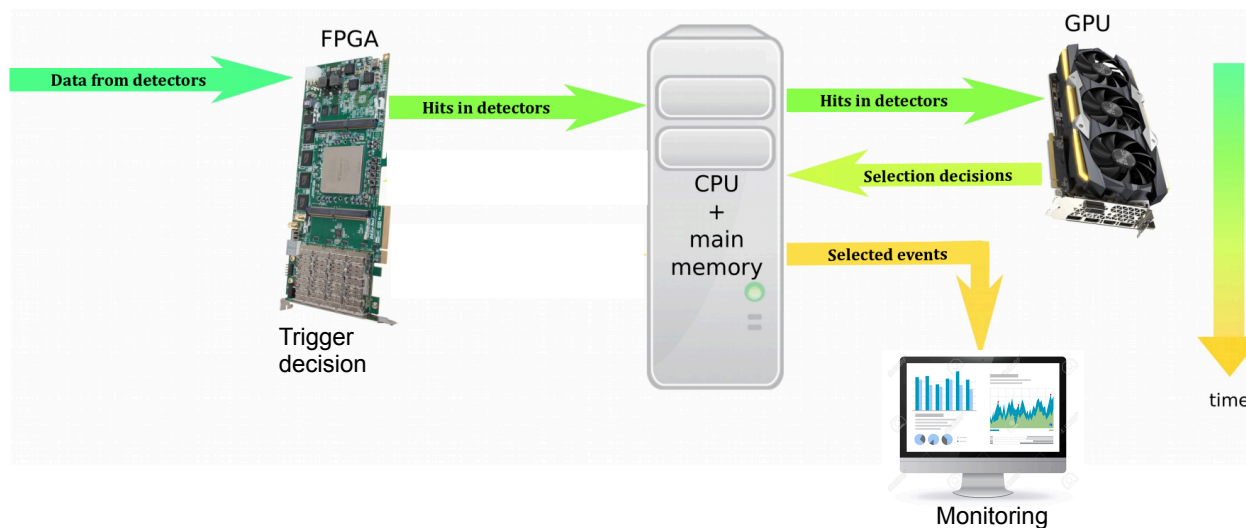 FPGA
GPU
Data from detectors
Hits in detectors
Hits in detectors
Selection decisions
CPU
+
main
memory
Selected events
Trigger
decision
time
Monitoring